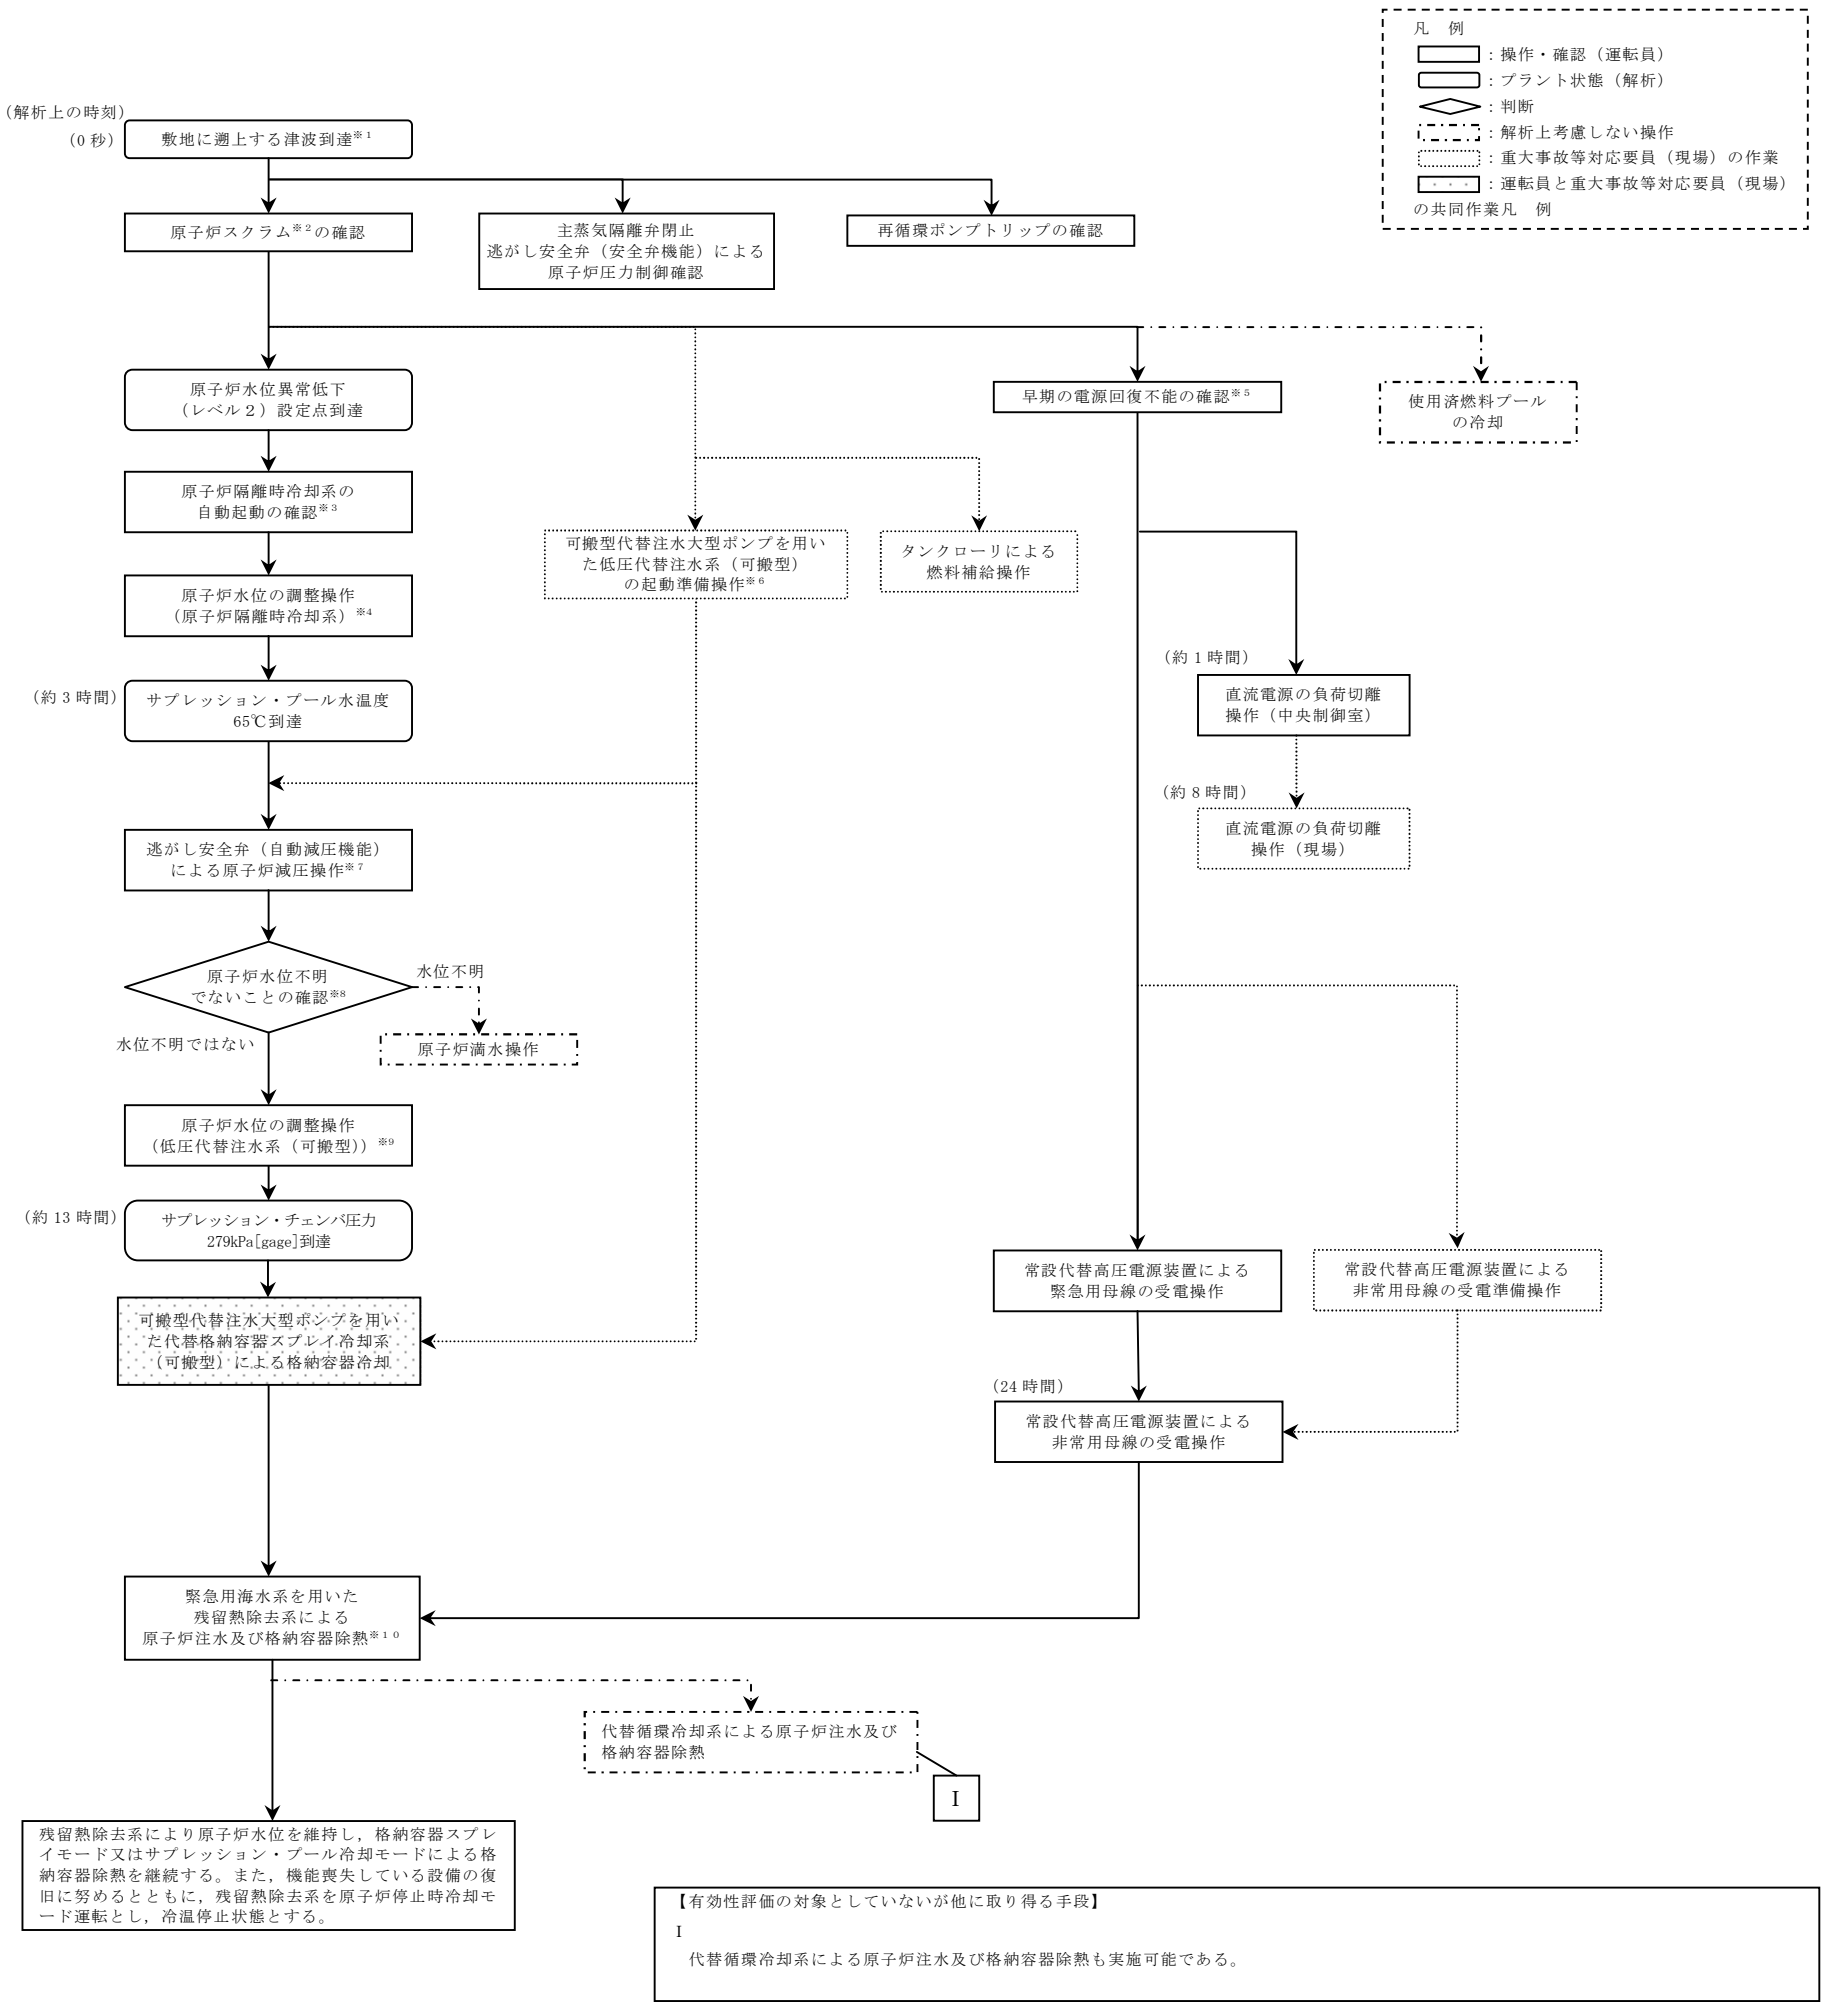 凡　例
：操作・確認（運転員）
：プラント状態（解析）
：判断
：解析上考慮しない操作
：重大事故等対応要員（現場）の作業
：運転員と重大事故等対応要員（現場）
の共同作業凡　例
（解析上の時刻）
（0 秒）
敷地に遡上する津波到達※１
原子炉スクラム※２の確認
主蒸気隔離弁閉止
逃がし安全弁（安全弁機能）による
原子炉圧力制御確認
再循環ポンプトリップの確認
原子炉水位異常低下
（レベル２）設定点到達
早期の電源回復不能の確認※５
使用済燃料プール
の冷却
原子炉隔離時冷却系の
自動起動の確認※３
可搬型代替注水大型ポンプを用い
た低圧代替注水系（可搬型）
の起動準備操作※６
タンクローリによる
燃料補給操作
原子炉水位の調整操作
（原子炉隔離時冷却系）※4
（約 3 時間）
サプレッション・プール水温度
65℃到達
（約 1 時間）
直流電源の負荷切離
操作（中央制御室）
（約 8 時間）
直流電源の負荷切離
操作（現場）
逃がし安全弁（自動減圧機能）
による原子炉減圧操作※７
原子炉水位不明
でないことの確認※8
水位不明
水位不明ではない
原子炉満水操作
原子炉水位の調整操作
（低圧代替注水系（可搬型））※9
（約 13 時間）
サプレッション・チェンバ圧力
279kPa[gage]到達
可搬型代替注水大型ポンプを用い
た代替格納容器スプレイ冷却系
（可搬型）による格納容器冷却
常設代替高圧電源装置による
緊急用母線の受電操作
常設代替高圧電源装置による
非常用母線の受電準備操作
（24 時間）
常設代替高圧電源装置による
非常用母線の受電操作
緊急用海水系を用いた
残留熱除去系による
原子炉注水及び格納容器除熱※１０
代替循環冷却系による原子炉注水及び
格納容器除熱
Ⅰ
残留熱除去系により原子炉水位を維持し，格納容器スプレ
イモード又はサプレッション・プール冷却モードによる格
納容器除熱を継続する。また，機能喪失している設備の復
旧に努めるとともに，残留熱除去系を原子炉停止時冷却モ
ード運転とし，冷温停止状態とする。
【有効性評価の対象としていないが他に取り得る手段】
Ⅰ
代替循環冷却系による原子炉注水及び格納容器除熱も実施可能である。